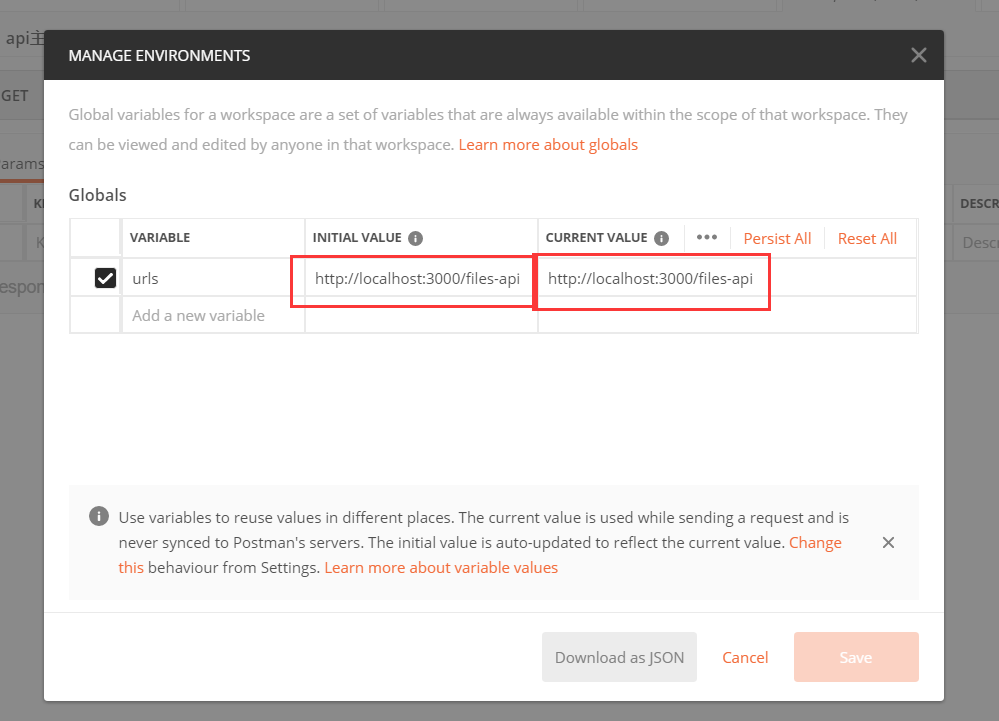 api主
MANAGE ENVIRONMENTS
GET
Global variables for a workspace are a set of variables that are always available within the scope of that workspace. They
can be viewed and edited by anyone in that workspace. Learn more about globals
arams
Globals
DESCR
VARIABLE INITIAL VALUE CURRENT VALUE ••• Persist All Reset All
K Desc
urls http://localhost:3000/files-api http://localhost:3000/files-api
espon
Add a new variable
Use variables to reuse values in different places. The current value is used while sending a request and is
never synced to Postman's servers. The initial value is auto-updated to reflect the current value. Change
this behaviour from Settings. Learn more about variable values
Download as JSON Cancel Save